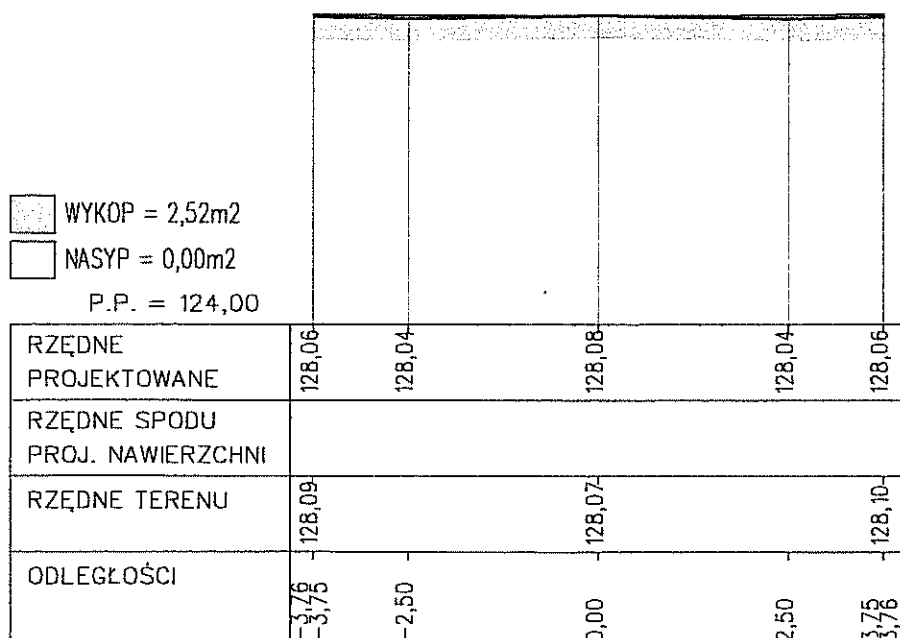 WYKOP = 2,52m2
NASYP = 0,00m2
P.P. = 124,00
RZĘDNE
PROJEKTOWANE
128,06
128,04
128,08
128,04
128,06
RZĘDNE SPODU
PROJ. NAWIERZCHNI
RZĘDNE TERENU
128,09
128,07
128,10
ODLEGŁOŚCI
-3,76
-3,75
-2,50
0,00
2,50
3,75
3,76